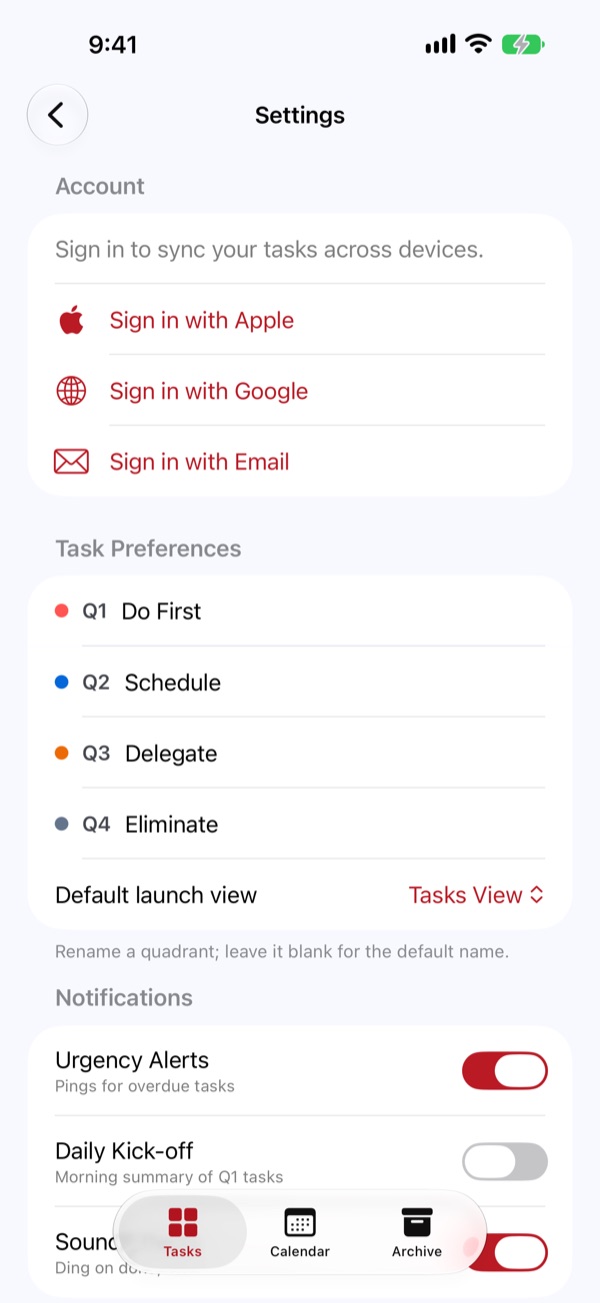 9:41
Settings
Account
Sign in to sync your tasks across devices.
Sign in with Apple
Sign in with Google
Sign in with Email
Task Preferences
Q1 Do First
Q2 Schedule
Q3 Delegate
Q4 Eliminate
Default launch view Tasks View
Rename a quadrant; leave it blank for the default name.
Notifications
Urgency Alerts
Pings for overdue tasks
Daily Kick-off
Morning summary of Q1 tasks
Ding on
Tasks Calendar Archive